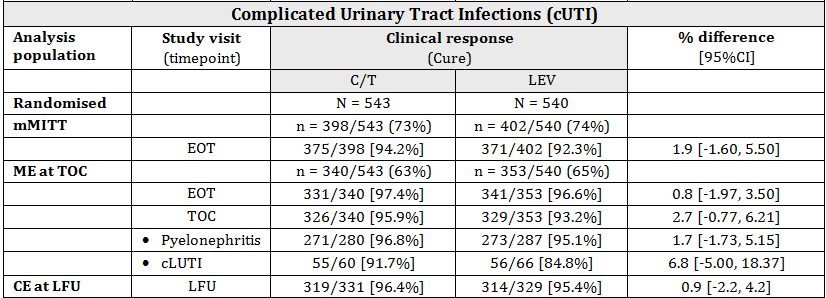 Complicated Urinary Tract Infections (cUTI)
Analysis population Study visit (timepoint) Clinical response (Cure) % difference [95%CI]
C/T LEV
Randomised N = 543 N = 540
mMITT n = 398/543 (73%) n = 402/540 (74%)
EOT 375/398 [94.2%] 371/402 [92.3%] 1.9 [-1.60, 5.50]
ME at TOC n = 340/543 (63%) n = 353/540 (65%)
EOT 331/340 [97.4%] 341/353 [96.6%] 0.8 [-1.97, 3.50]
TOC 326/340 [95.9%] 329/353 [93.2%] 2.7 [-0.77, 6.21]
• Pyelonephritis 271/280 [96.8%] 273/287 [95.1%] 1.7 [-1.73, 5.15]
• cLUTI 55/60 [91.7%] 56/66 [84.8%] 6.8 [-5.00, 18.37]
CE at LFU LFU 319/331 [96.4%] 314/329 [95.4%] 0.9 [-2.2, 4.2]